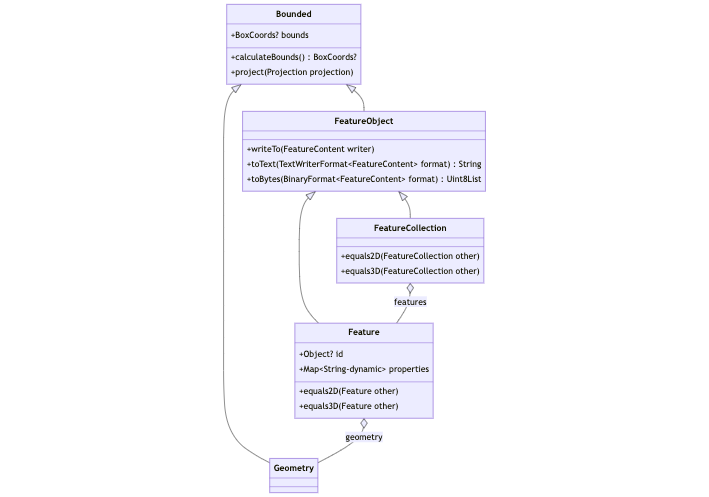 Bounded
+BoxCoords? bounds
+calculateBounds() : BoxCoords?
+project(Projection projection)
FeatureObject
+writeTo(FeatureContent writer)
+toText(TextWriterFormat<FeatureContent> format) : String
+toBytes(BinaryFormat<FeatureContent> format) : Uint8List
FeatureCollection
+equals2D(FeatureCollection other)
+equals3D(FeatureCollection other)
features
Feature
+Object? id
+Map<String-dynamic> properties
+equals2D(Feature other)
+equals3D(Feature other)
geometry
Geometry